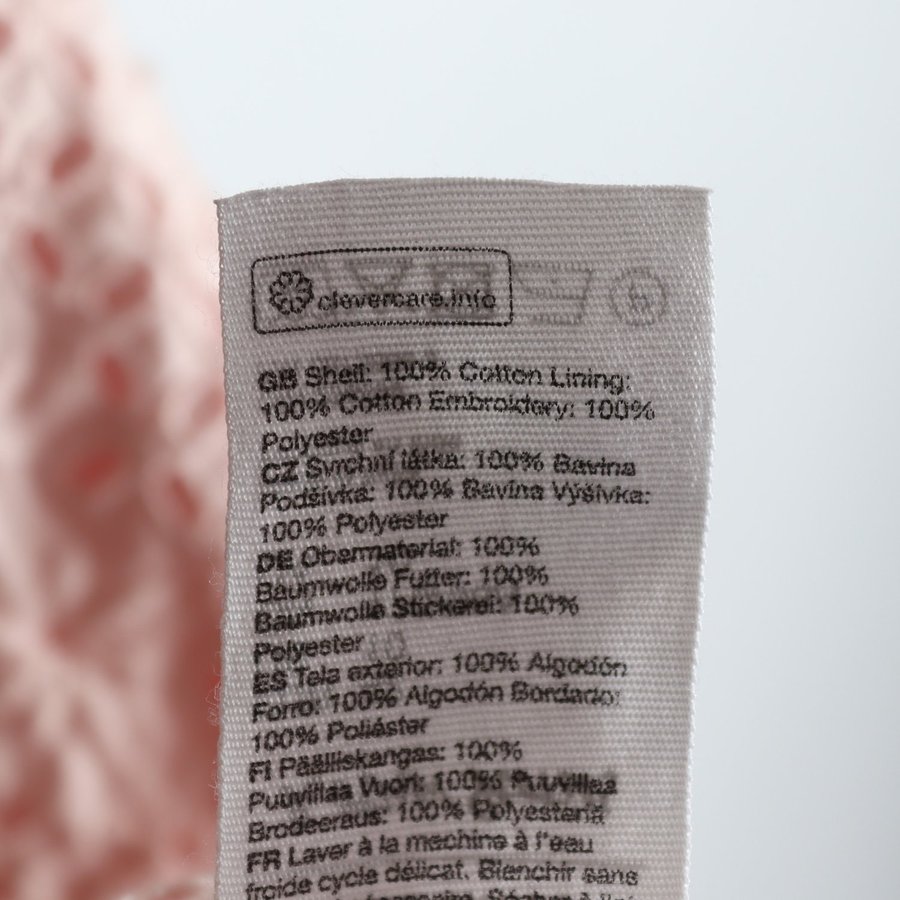 clevercare.info
GB Shell: 100% Cotton Lining:
100% Cotton Embroidery: 100%
Polyester
CZ Svrchní látka: 100% Bavlna
Podšívka: 100% Bavlna Výšivka:
100% Polyester
DE Obermaterial: 100%
Baumwolle Futter: 100%
Baumwolle Stickerei: 100%
Polyester
ES Tela exterior: 100% Algodón
Forro: 100% Algodón Bordado:
100% Poliéster
FI Päälliskangas: 100%
Puuvillaa Vuori: 100% Puuvillaa
Brodeeraus: 100% Polyesteriä
FR Laver à la machine à l'eau
froide cycle délicat. Blanchir sans